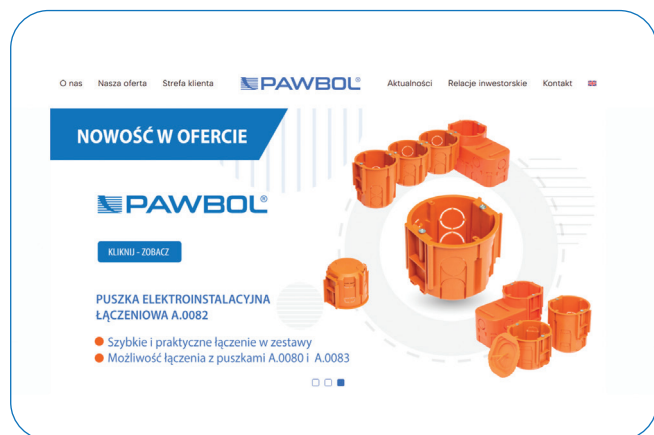 O nas Nasza oferta Strefa klienta PAWBOL® Aktualności Relacje inwestorskie Kontakt
NOWOŚĆ W OFERCIE
PAWBOL®
KLIKNIJ - ZOBACZ
PUSZKA ELEKTROINSTALACYJNA
ŁĄCZENIOWA A.0082
Szybkie i praktyczne łączenie w zestawy
Możliwość łączenia z puszkami A.0080 i A.0083